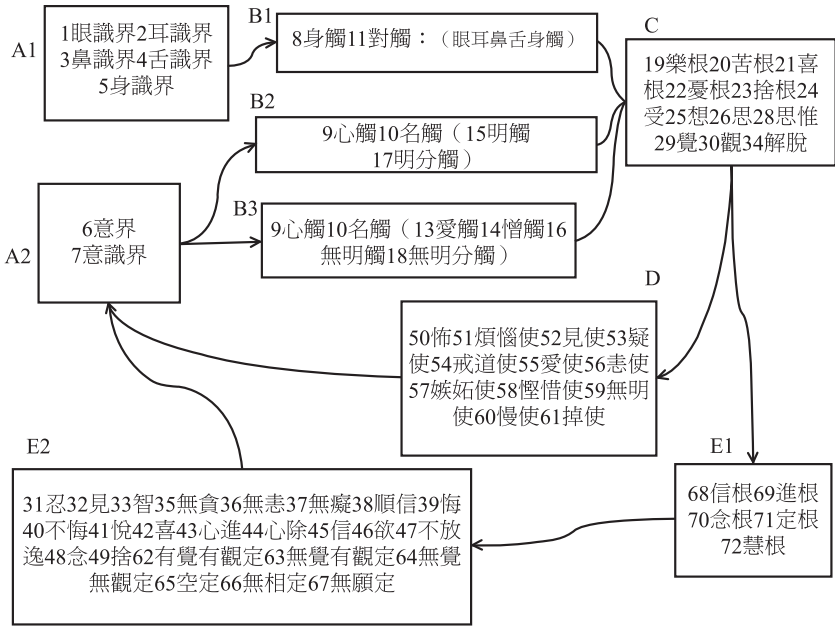 A1
1眼識界2耳識界
3鼻識界4舌識界
5身識界
B1
8身觸11對觸：（眼耳鼻舌身觸）
C
19樂根20苦根21喜
根22憂根23捨根24
受25想26思28思惟
29覺30觀34解脫
B2
9心觸10名觸（15明觸
17明分觸）
A2
6意界
7意識界
B3
9心觸10名觸（13愛觸14憎觸16
無明觸18無明分觸）
D
50怖51煩惱使52見使53疑
使54戒道使55愛使56恚使
57嫉妬使58慳惜使59無明
使60慢使61掉使
E1
68信根69進根
70念根71定根
72慧根
E2
31忍32見33智35無貪36無恚37無癡38順信39悔
40不悔41悅42喜43心進44心除45信46欲47不放
逸48念49捨62有覺有觀定63無覺有觀定64無覺
無觀定65空定66無相定67無願定